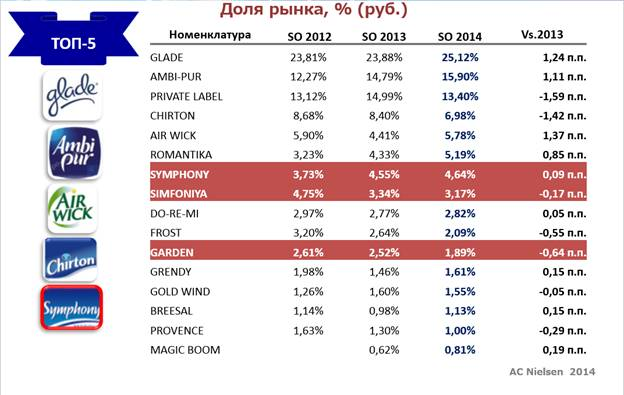 Доля рынка, % (руб.)
ТОП-5
Номенклатура SO 2012 SO 2013 SO 2014 Vs.2013
GLADE 23,81% 23,88% 25,12% 1,24 п.п.
AMBI-PUR 12,27% 14,79% 15,90% 1,11 п.п.
PRIVATE LABEL 13,12% 14,99% 13,40% -1,59 п.п.
CHIRTON 8,68% 8,40% 6,98% -1,42 п.п.
AIR WICK 5,90% 4,41% 5,78% 1,37 п.п.
ROMANTIKA 3,23% 4,33% 5,19% 0,85 п.п.
SYMPHONY 3,73% 4,55% 4,64% 0,09 п.п.
SIMFONIYA 4,75% 3,34% 3,17% -0,17 п.п.
DO-RE-MI 2,97% 2,77% 2,82% 0,05 п.п.
FROST 3,20% 2,64% 2,09% -0,55 п.п.
GARDEN 2,61% 2,52% 1,89% -0,64 п.п.
GRENDY 1,98% 1,46% 1,61% 0,15 п.п.
GOLD WIND 1,26% 1,60% 1,55% -0,05 п.п.
BREESAL 1,14% 0,98% 1,13% 0,15 п.п.
PROVENCE 1,63% 1,30% 1,00% -0,29 п.п.
MAGIC BOOM 0,62% 0,81% 0,19 п.п.
glade
Ambi
pur
AIR
WICK
Chirton
Symphony
AC Nielsen 2014